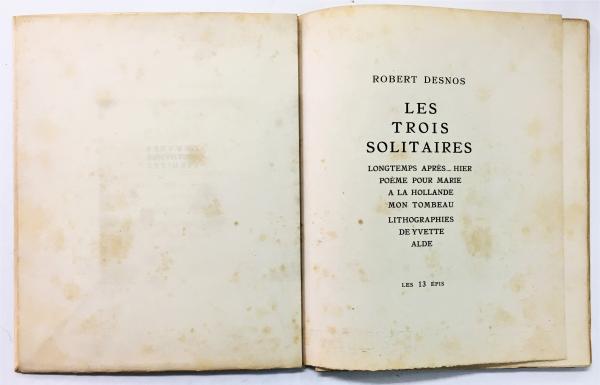 ROBERT DESNOS
LES
TROIS
SOLITAIRES
LONGTEMPS APRÈS... HIER
POÈME POUR MARIE
A LA HOLLANDE
MON TOMBEAU
LITHOGRAPHIES
DE YVETTE
ALDE
LES 13 ÉPIS